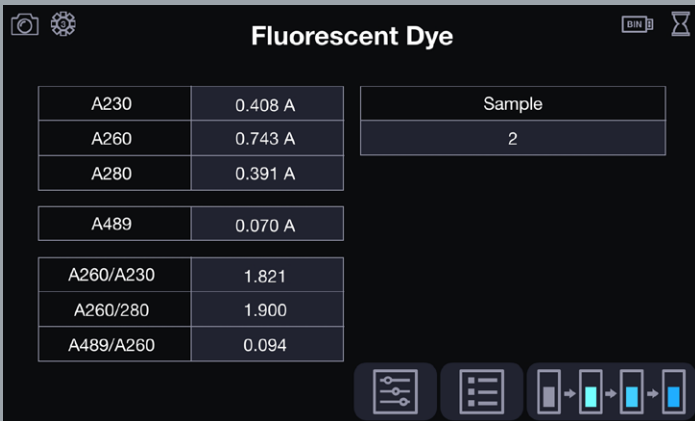 BIN
Fluorescent Dye
A230 0.408 A
A260 0.743 A
A280 0.391 A
A489 0.070 A
A260/A230 1.821
A260/280 1.900
A489/A260 0.094
Sample
2